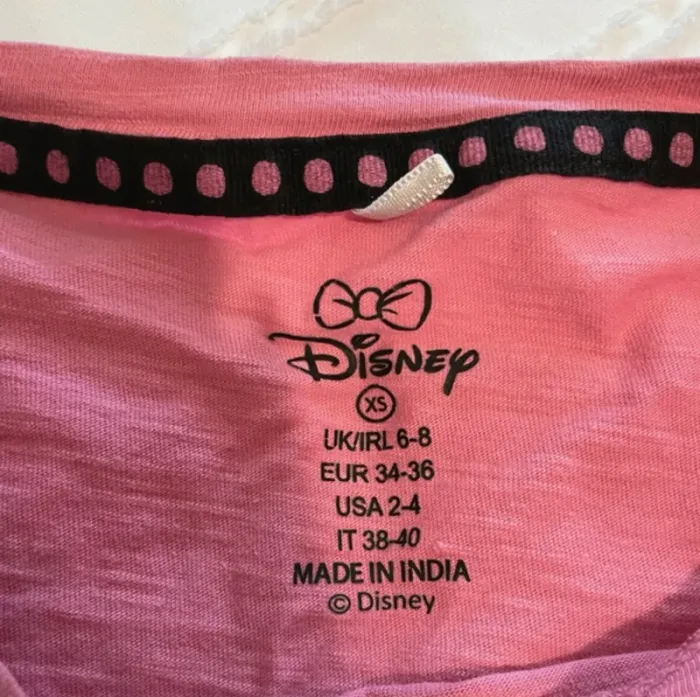 Disney
XS
UK/IRL 6-8
EUR 34-36
USA 2-4
IT 38-40
MADE IN INDIA
© Disney